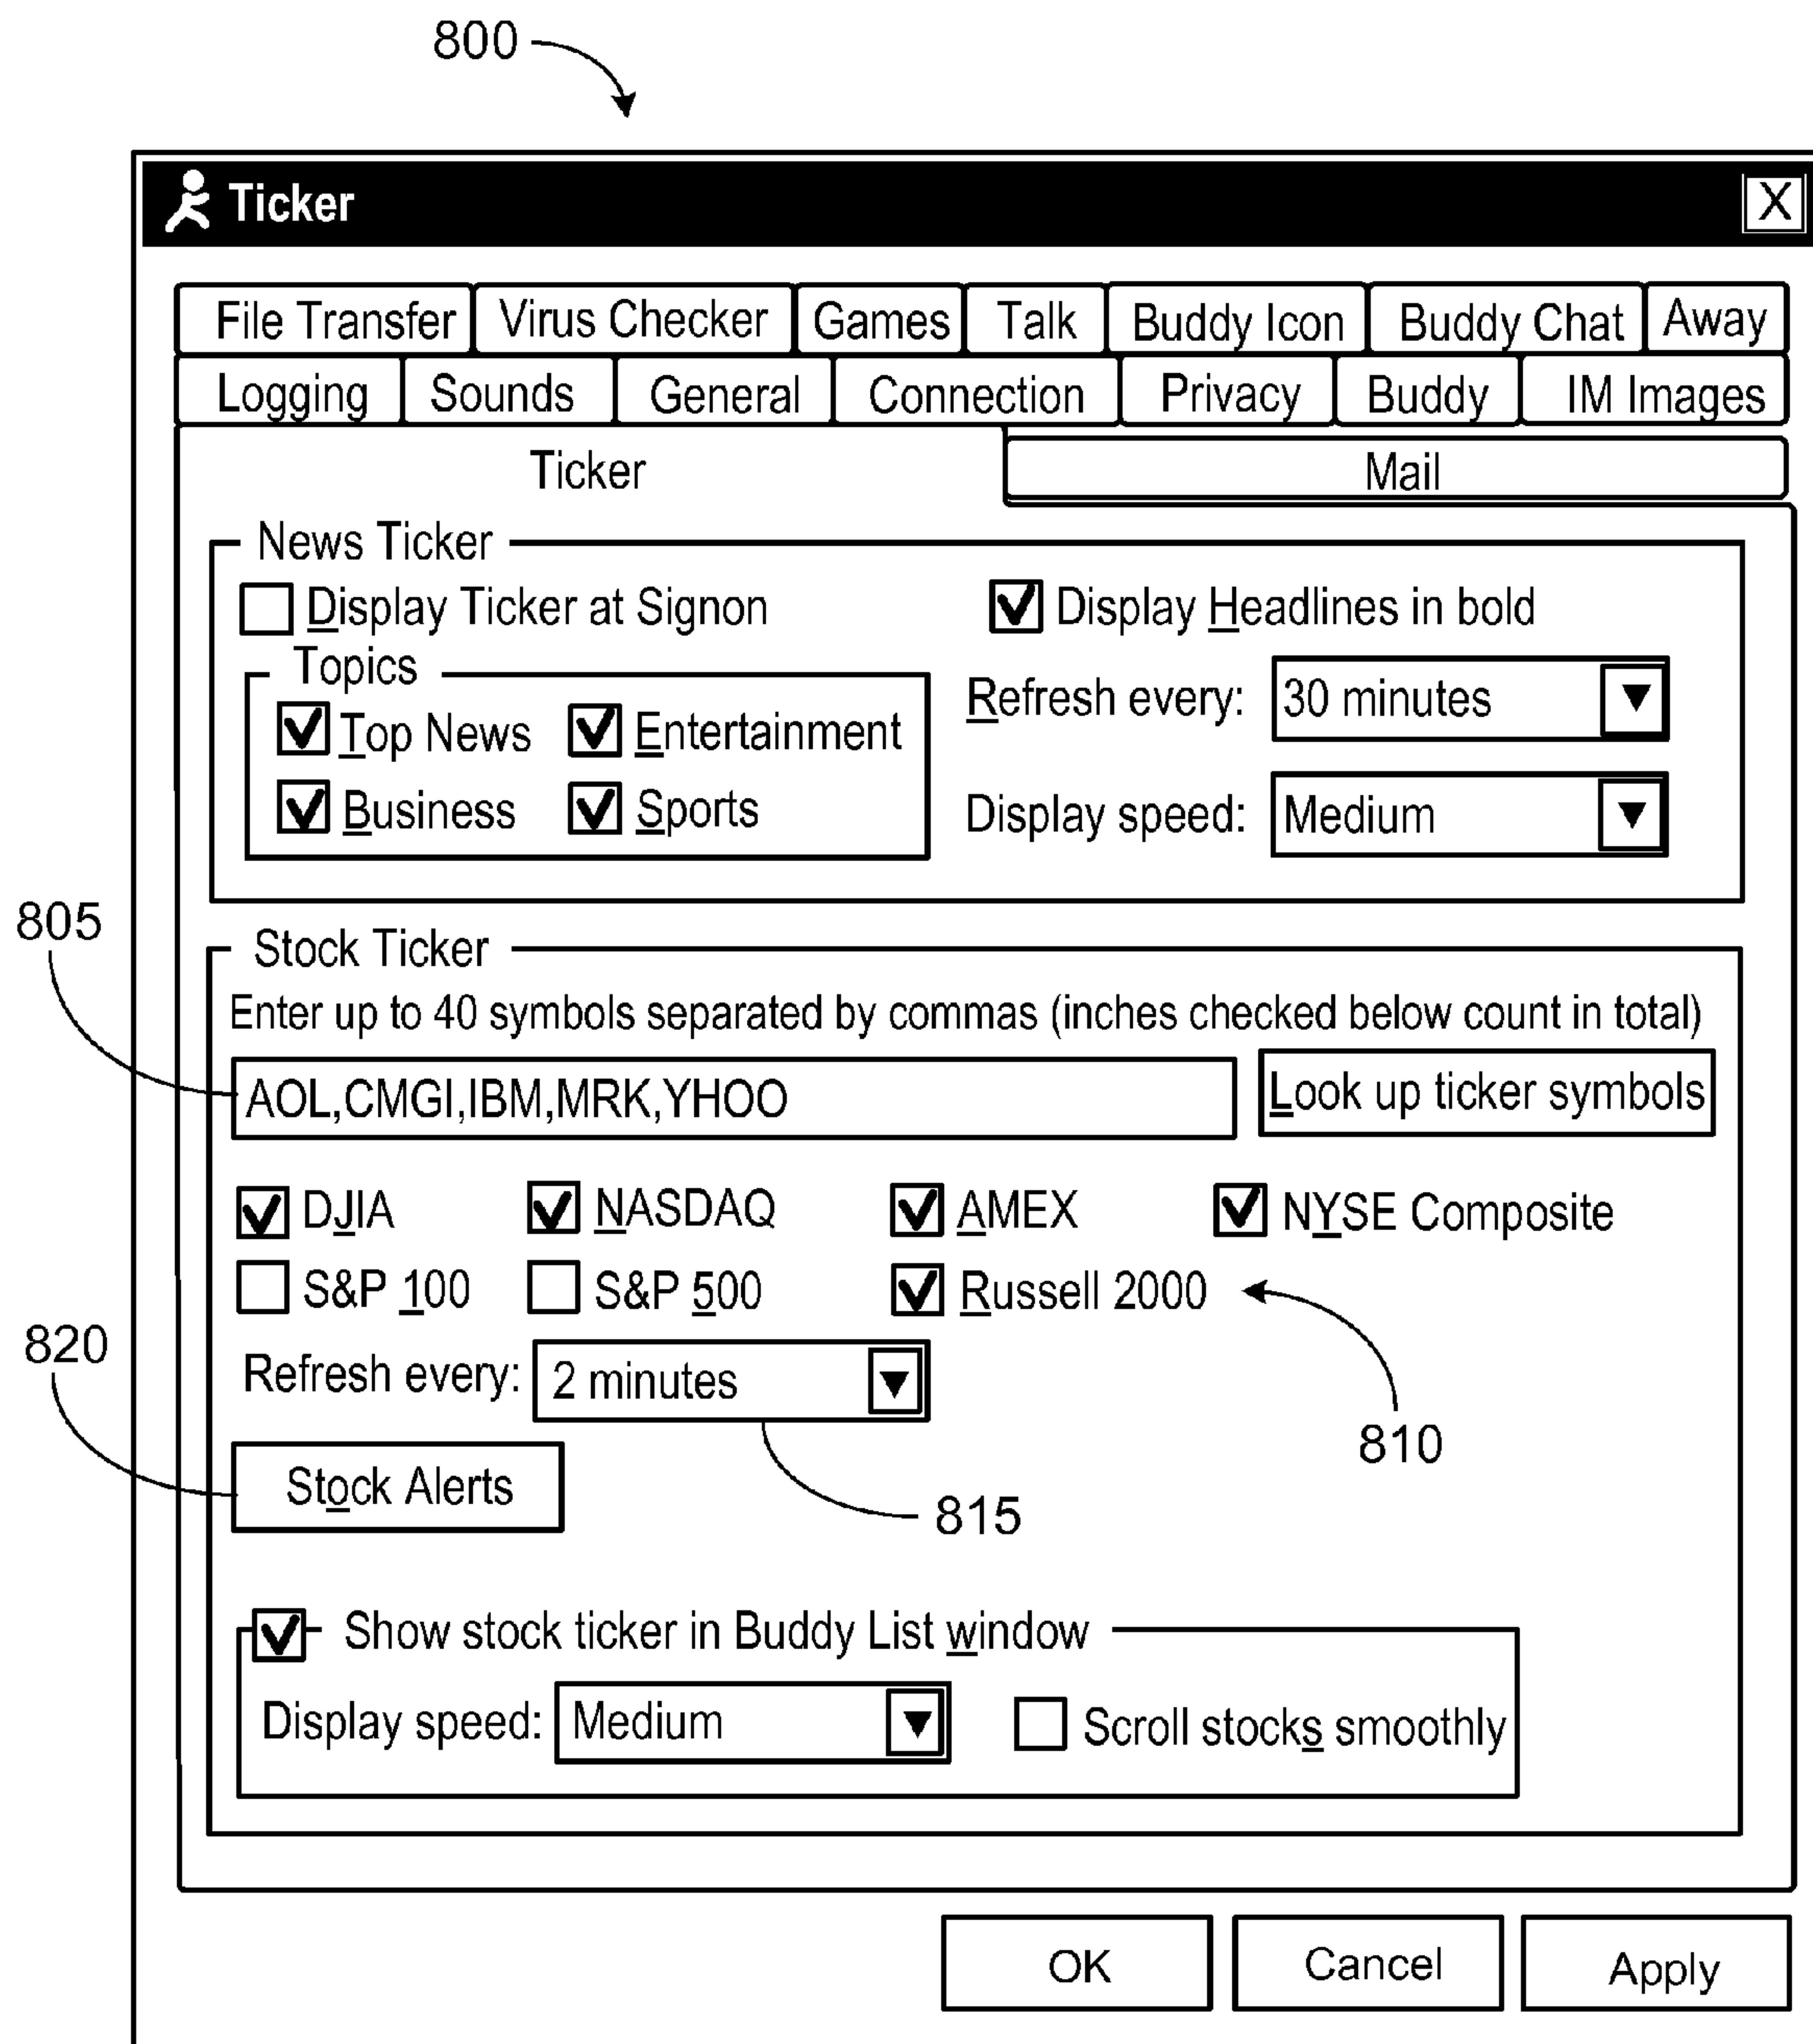 800
Ticker X
File Transfer Virus Checker Games Talk Buddy Icon Buddy Chat Away
Logging Sounds General Connection Privacy Buddy IM Images
Ticker Mail
News Ticker
Display Ticker at Signon Display Headlines in bold
Topics
Top News Entertainment
Refresh every: 30 minutes
Business Sports
Display speed: Medium
805
Stock Ticker
Enter up to 40 symbols separated by commas (inches checked below count in total)
AOL,CMGI,IBM,MRK,YHOO Look up ticker symbols
DJIA NASDAQ AMEX NYSE Composite
S&P 100 S&P 500 Russell 2000
820
Refresh every: 2 minutes
810
Stock Alerts
815
Show stock ticker in Buddy List window
Display speed: Medium Scroll stocks smoothly
OK Cancel Apply